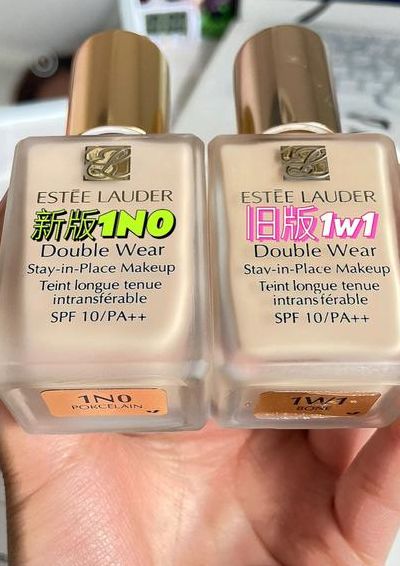 ESTĒE LAUDER
新版1N0
Double Wear
Stay-in-Place Makeup
Teint longue tenue
intransférable
SPF 10/PA++
1N0
PORCELAIN
ESTĒE LAUDER
旧版1w1
Double Wear
Stay-in-Place Makeup
Teint longue tenue
intransférable
SPF 10/PA++
1W1
BONE